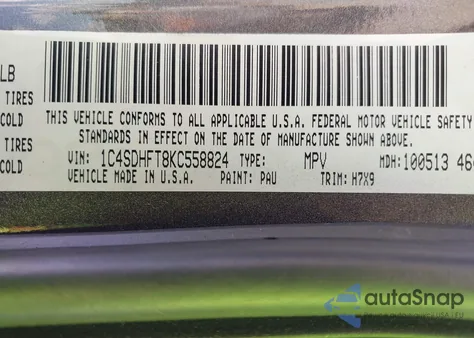 LB
TIRES
COLD
TIRES
COLD
THIS VEHICLE CONFORMS TO ALL APPLICABLE U.S.A. FEDERAL MOTOR VEHICLE SAFETY
STANDARDS IN EFFECT ON THE DATE OF MANUFACTURE SHOWN ABOVE.
VIN: 1C4SDHFT8KC558824 TYPE: MPV MDH: 100513 46
VEHICLE MADE IN U.S.A. PAINT: PAU TRIM: H7X9
autoSnap